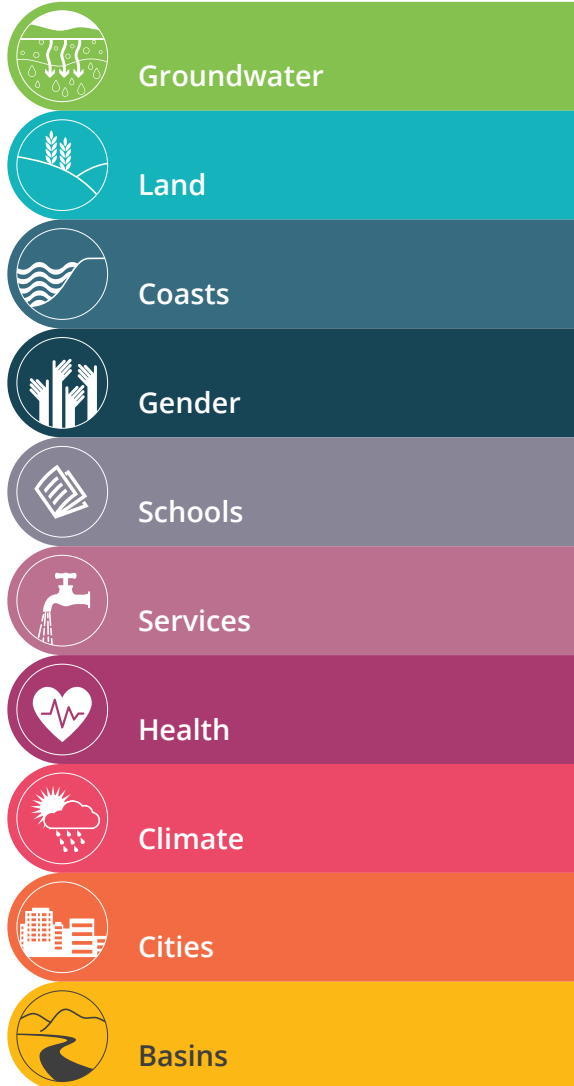 Groundwater
Land
Coasts
Gender
Schools
Services
Health
Climate
Cities
Basins